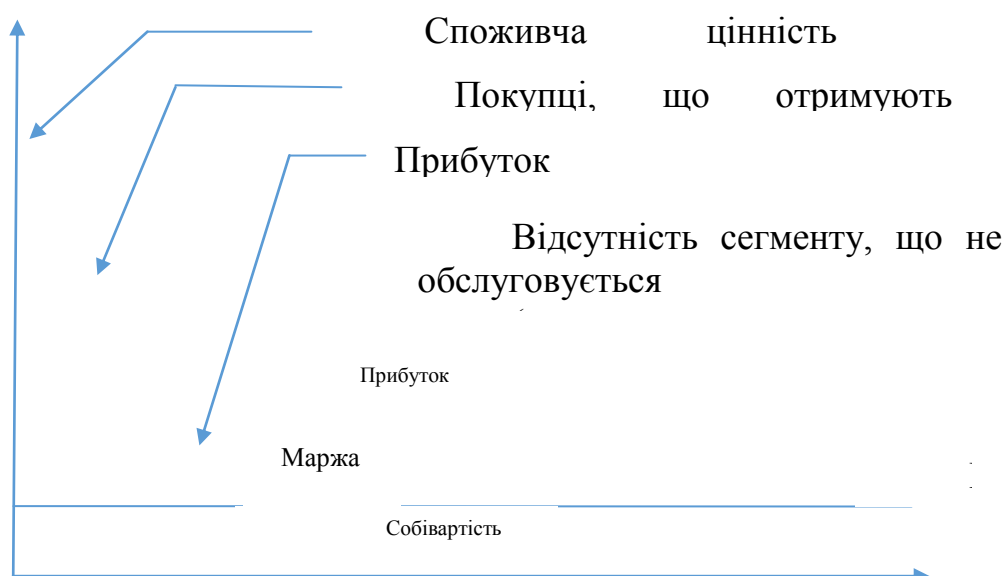 Споживча цінність
Покупці, що отримують
Прибуток
Відсутність сегменту, що не
обслуговується
Прибуток
Маржа
Собівартість